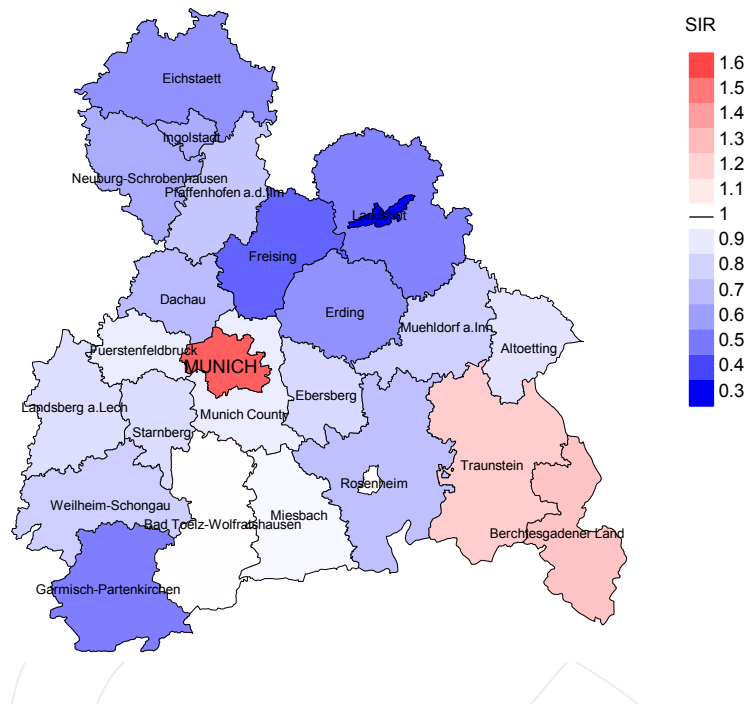 SIR
1.6
1.5
1.4
1.3
1.2
1.1
1
0.9
0.8
0.7
0.6
0.5
0.4
0.3
Eichstaett
Ingolstadt
Neuburg-Schrobenhausen
Pfaffenhofen a.d.Ilm
Landshut
Freising
Dachau
Erding
Muehldorf a.Inn
Altoetting
Fuerstenfeldbruck
MUNICH
Ebersberg
Landsberg a.Lech
Munich County
Starnberg
Traunstein
Rosenheim
Weilheim-Schongau
Miesbach
Bad Toelz-Wolfratshausen
Berchtesgadener Land
Garmisch-Partenkirchen